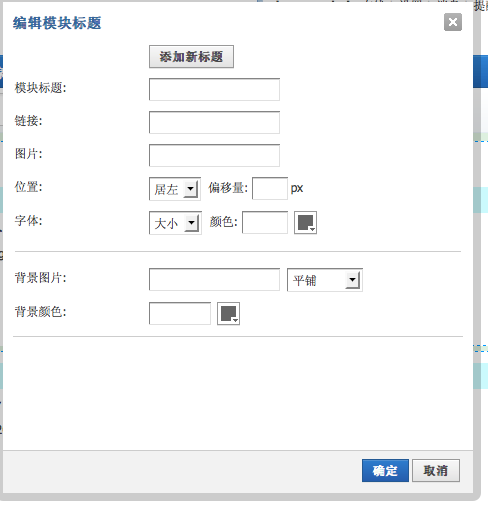 编辑模块标题
添加新标题
模块标题:
链接:
图片:
位置: 居左 偏移量: px
字体: 大小 颜色:
背景图片: 平铺
背景颜色:
确定 取消